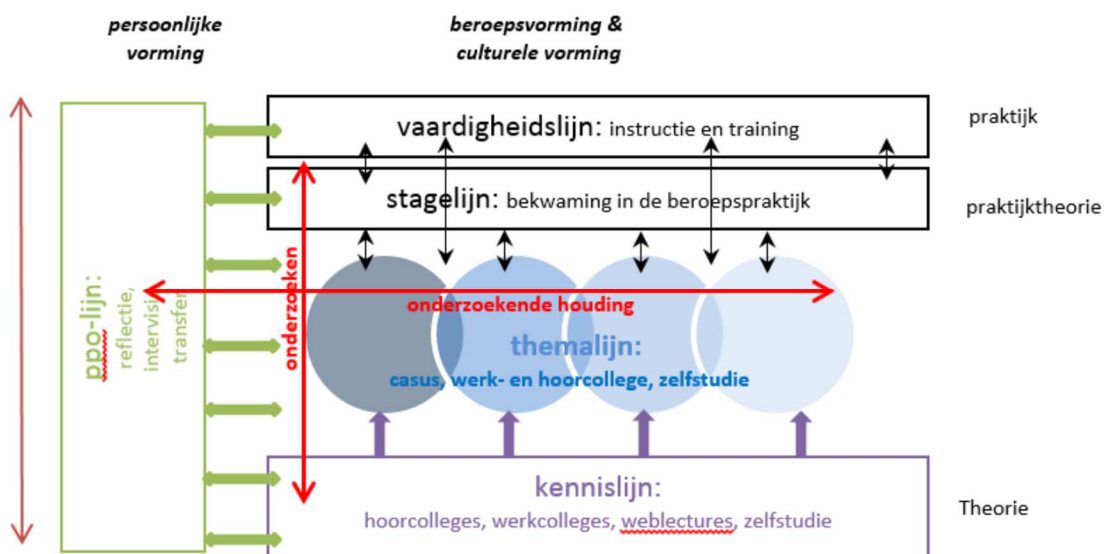 persoonlijke
vorming
beroepsvorming &
culturele vorming
vaardigheidslijn: instructie en training
praktijk
stagelijn: bekwaming in de beroepspraktijk
praktijktheorie
ppo-lijn:
reflectie,
intervisi
transfer
onderzoeken
onderzoekende houding
themalijn:
casus, werk- en hoorcollege, zelfstudie
kennislijn:
hoorcolleges, werkcolleges, weblectures, zelfstudie
Theorie